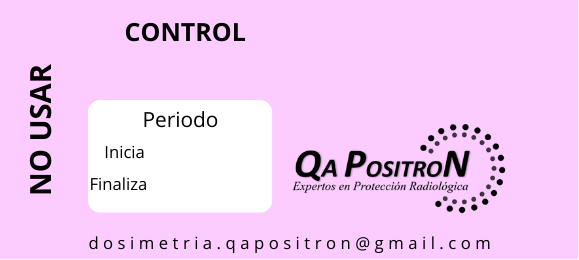 CONTROL
NO USAR
Periodo
Inicia
Finaliza
QA POSITRON
Expertos en Protección Radiológica
dosimetria.qapositron@gmail.com